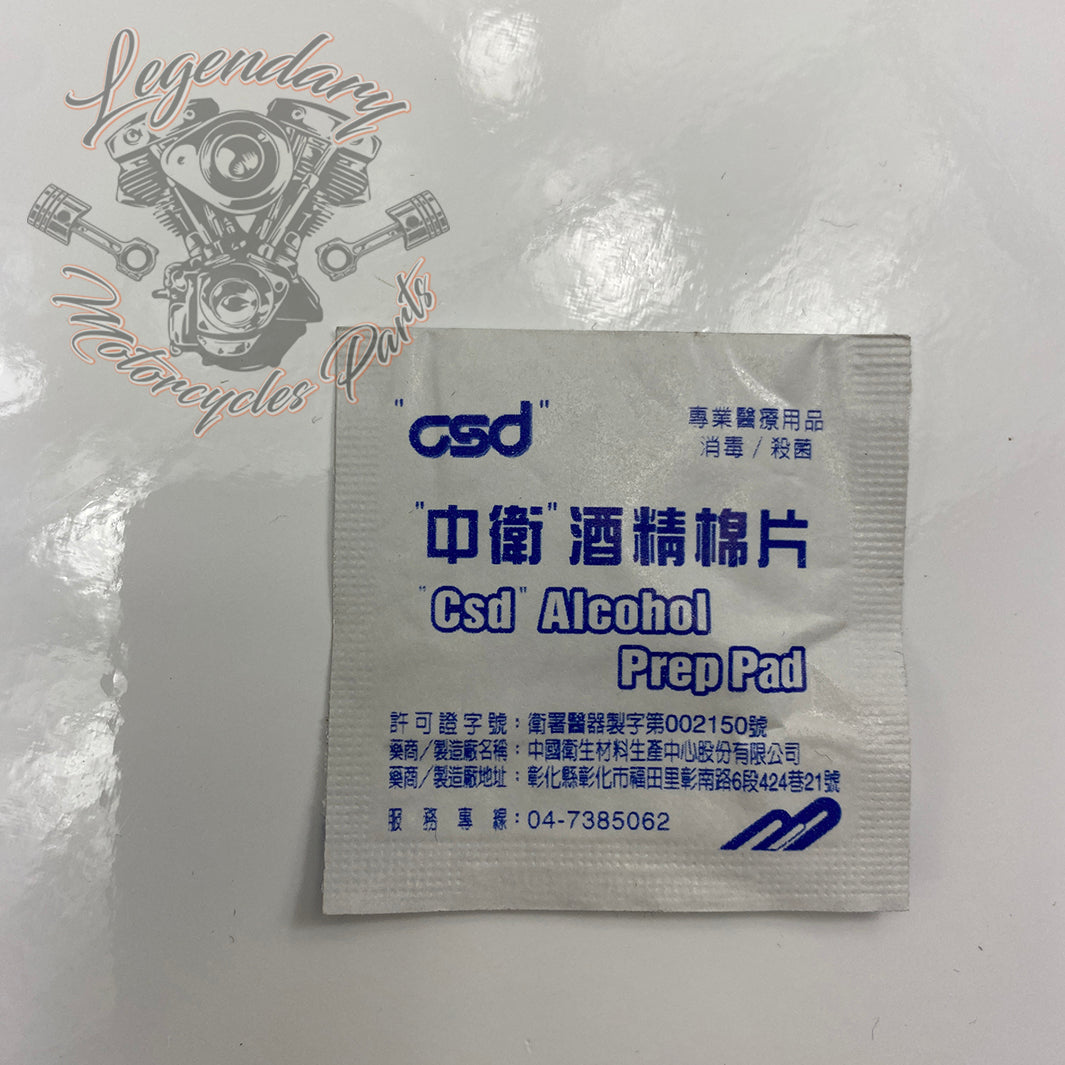 Legendary
Motorcycles Parts
"csd"
專業醫療用品
消毒/殺菌
"中衛"酒精棉片
"Csd" Alcohol
Prep Pad
許可證字號:衛署醫器製字第002150號
藥商/製造廠名稱:中國衛生材料生產中心股份有限公司
藥商/製造廠地址:彰化縣彰化市福田里彰南路6段424巷21號
服務專線:04-7385062